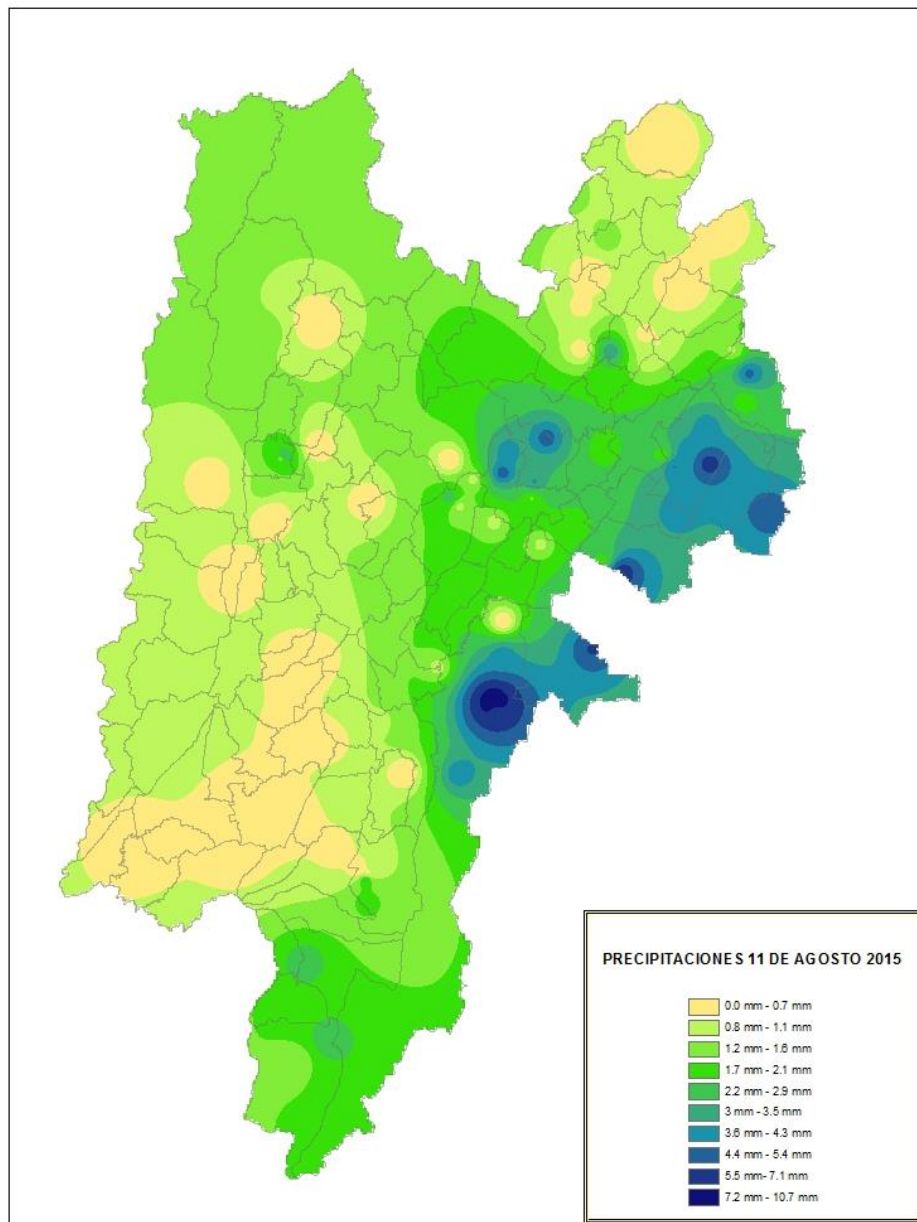 PRECIPITACIONES 11 DE AGOSTO 2015
0.0 mm - 0.7 mm
0.8 mm - 1.1 mm
1.2 mm - 1.6 mm
1.7 mm - 2.1 mm
2.2 mm - 2.9 mm
3 mm - 3.5 mm
3.6 mm - 4.3 mm
4.4 mm - 5.4 mm
5.5 mm- 7.1 mm
7.2 mm - 10.7 mm